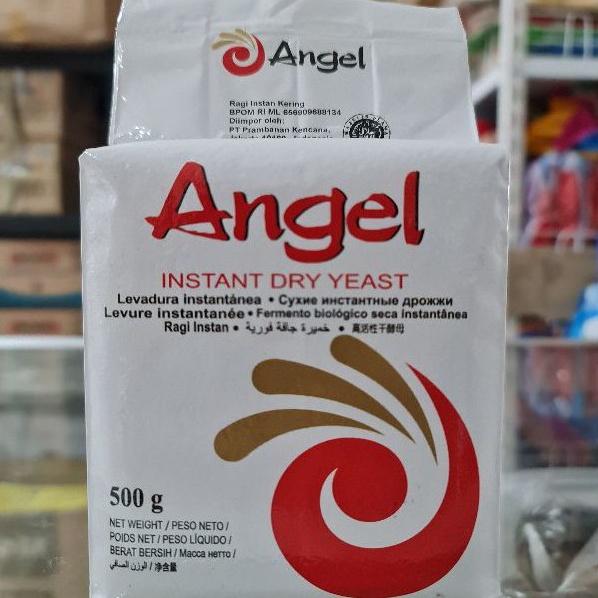 Angel
Ragi Instan Kering
BPOM RI ML 656909688134
Diimpor oleh:
PT Prambanan Kencana,
Angel
INSTANT DRY YEAST
Levadura instantánea • Сухие инстантные дрожжи
Levure instantanée • Fermento biológico seca instantânea
Ragi Instan • خميرة جافة فورية • 高活性干酵母
500 g
NET WEIGHT / PESO NETO /
POIDS NET / PESO LÍQUIDO /
BERAT BERSIH / Масса нетто /
الوزن الصافي / 净含量